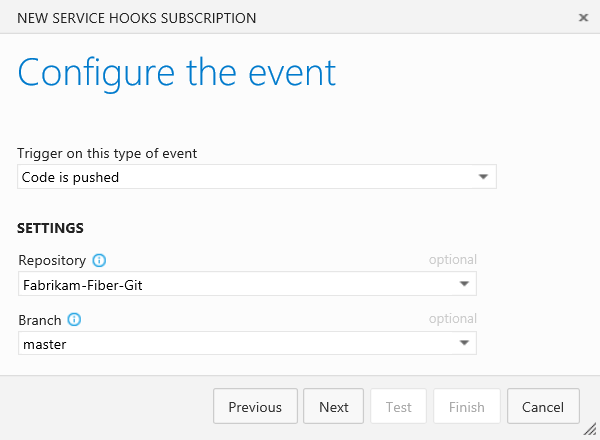 NEW SERVICE HOOKS SUBSCRIPTION
Configure the event
Trigger on this type of event
Code is pushed
SETTINGS
Repository optional
Fabrikam-Fiber-Git
Branch optional
master
Previous Next Test Finish Cancel